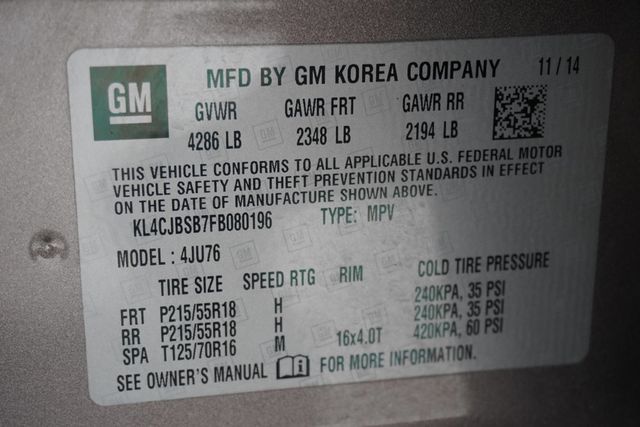 GM
MFD BY GM KOREA COMPANY 11/14
GVWR GAWR FRT GAWR RR
4286 LB 2348 LB 2194 LB
THIS VEHICLE CONFORMS TO ALL APPLICABLE U.S. FEDERAL MOTOR
VEHICLE SAFETY AND THEFT PREVENTION STANDARDS IN EFFECT
ON THE DATE OF MANUFACTURE SHOWN ABOVE.
KL4CJBSB7FB080196 TYPE: MPV
MODEL : 4JU76
TIRE SIZE SPEED RTG RIM COLD TIRE PRESSURE
FRT P215/55R18 H 240KPA, 35 PSI
RR P215/55R18 H 240KPA, 35 PSI
SPA T125/70R16 M 16x4.0T 420KPA, 60 PSI
SEE OWNER'S MANUAL FOR MORE INFORMATION.